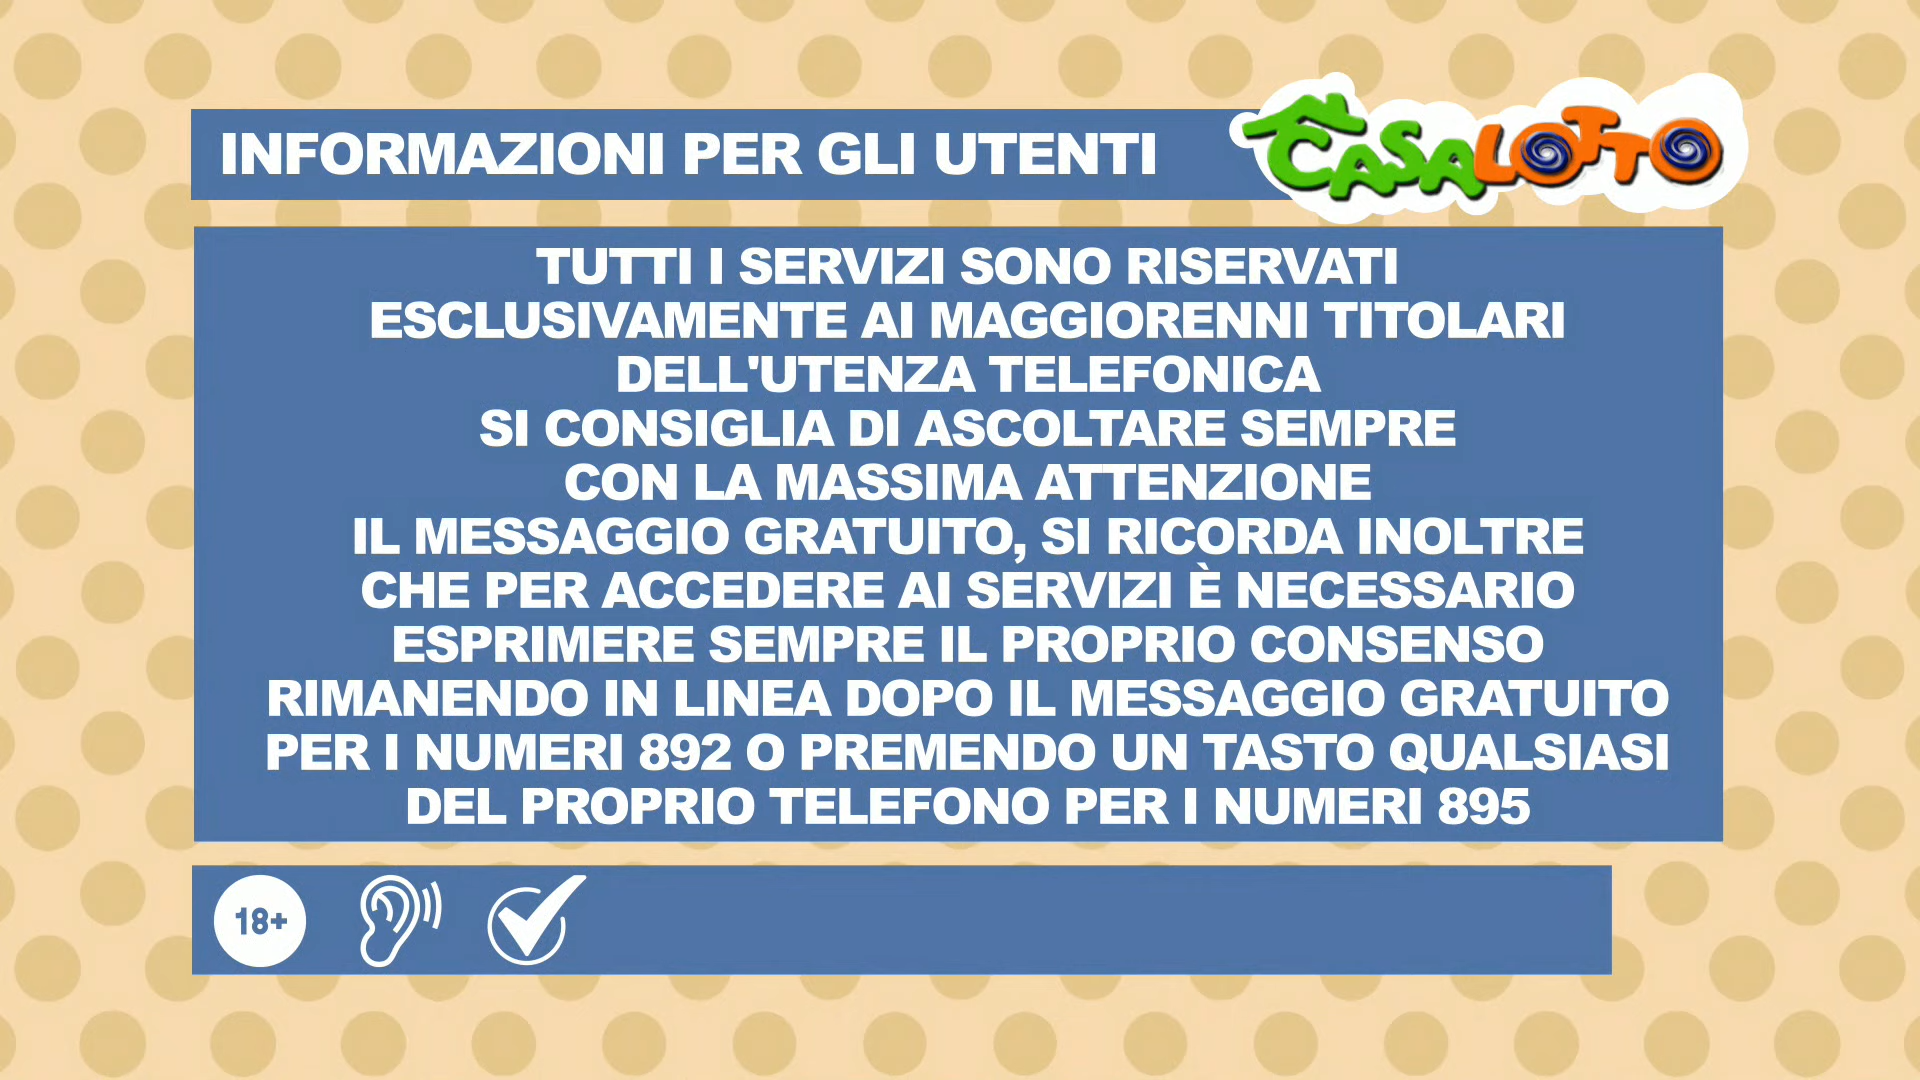 INFORMAZIONI PER GLI UTENTI
CASALOTTO
TUTTI I SERVIZI SONO RISERVATI
ESCLUSIVAMENTE AI MAGGIORENNI TITOLARI
DELL'UTENZA TELEFONICA
SI CONSIGLIA DI ASCOLTARE SEMPRE
CON LA MASSIMA ATTENZIONE
IL MESSAGGIO GRATUITO, SI RICORDA INOLTRE
CHE PER ACCEDERE AI SERVIZI È NECESSARIO
ESPRIMERE SEMPRE IL PROPRIO CONSENSO
RIMANENDO IN LINEA DOPO IL MESSAGGIO GRATUITO
PER I NUMERI 892 O PREMENDO UN TASTO QUALSIASI
DEL PROPRIO TELEFONO PER I NUMERI 895
18+